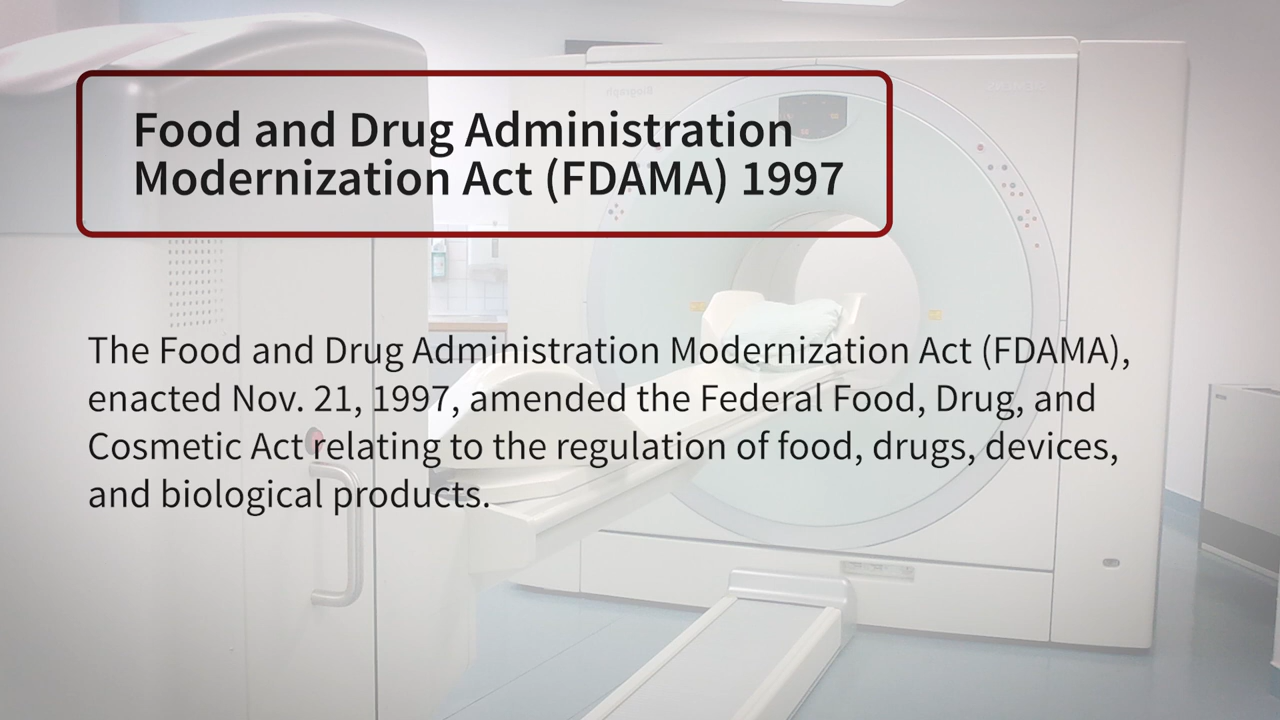 Food and Drug Administration
Modernization Act (FDAMA) 1997
The Food and Drug Administration Modernization Act (FDAMA),
enacted Nov. 21, 1997, amended the Federal Food, Drug, and
Cosmetic Act relating to the regulation of food, drugs, devices,
and biological products.